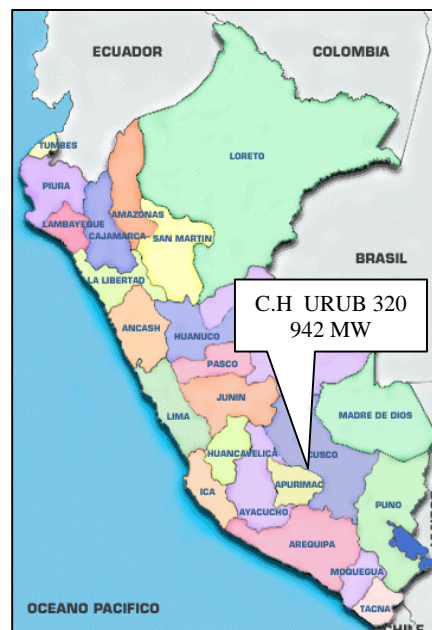 ECUADOR
COLOMBIA
TUMBES
LORETO
PIURA
AMAZONAS
LAMBAYEQUE
CAJAMARCA
SAN MARTIN
BRASIL
LA LIBERTAD
C.H URUB 320
942 MW
ANCASH
HUANUCO
PASCO
JUNIN
LIMA
MADRE DE DIOS
HUANCAVELICA
CUSCO
APURIMAC
ICA
PUNO
AYACUCHO
AREQUIPA
MOQUEGUA
OCEANO PACIFICO
TACNA
CHILE